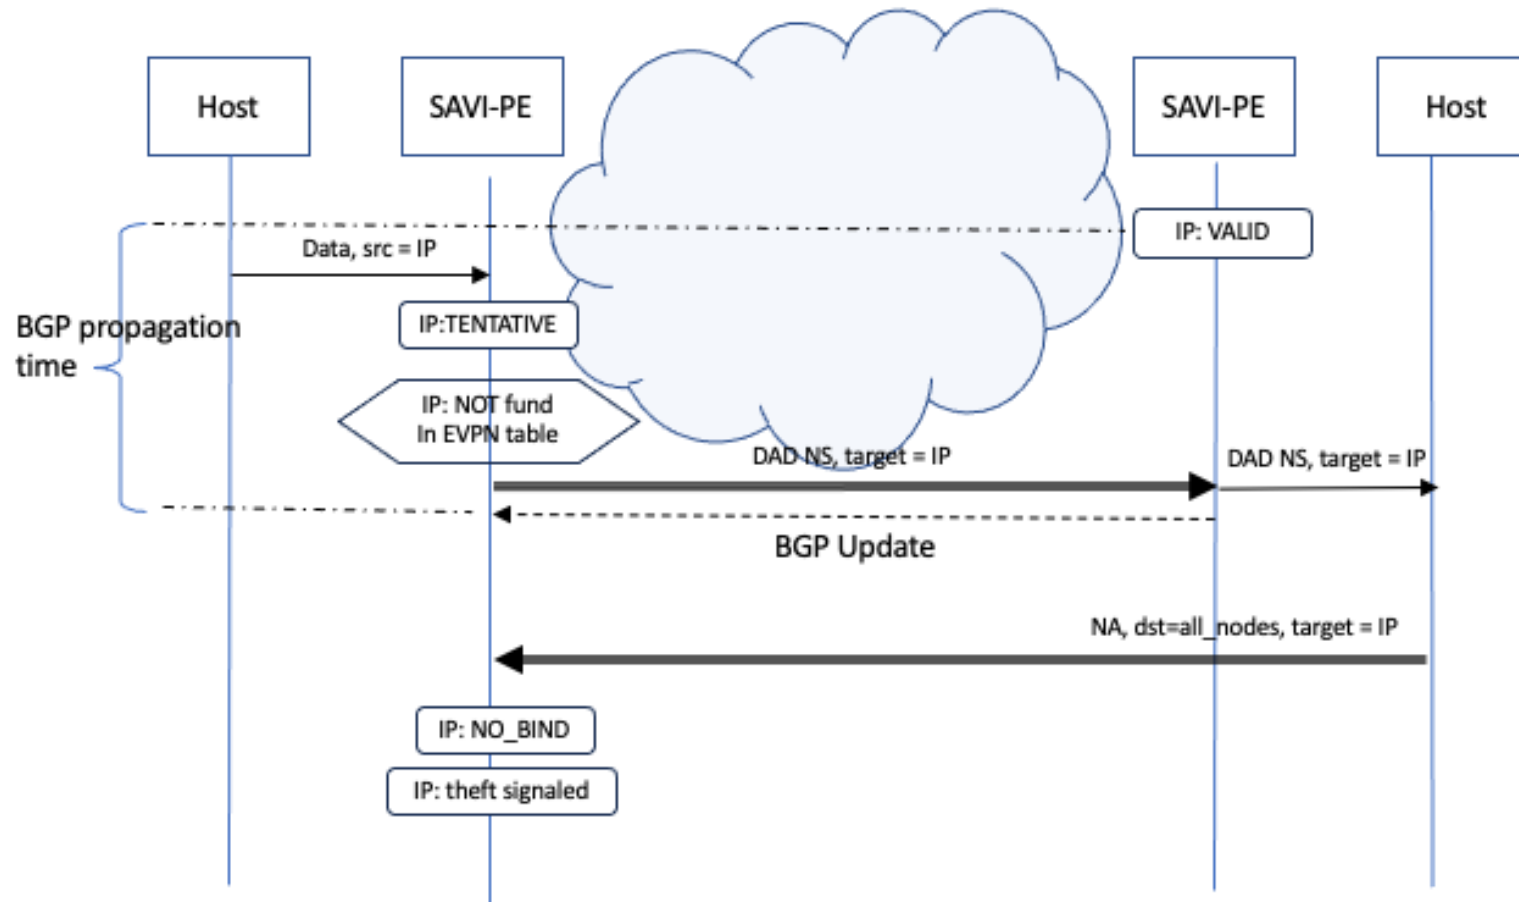 Host
SAVI-PE
SAVI-PE
Host
IP: VALID
Data, src = IP
IP:TENTATIVE
BGP propagation
time
IP: NOT fund
In EVPN table
DAD NS, target = IP
DAD NS, target = IP
BGP Update
NA, dst=all_nodes, target = IP
IP: NO_BIND
IP: theft signaled